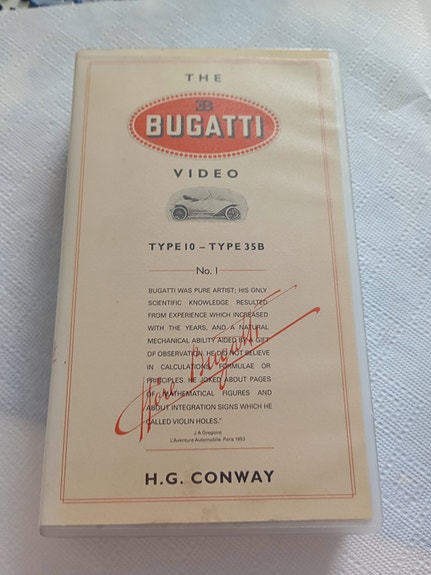 THE
EB
BUGATTI
VIDEO
TYPE 10 – TYPE 35B
No. 1
BUGATTI WAS PURE ARTIST; HIS ONLY
SCIENTIFIC KNOWLEDGE RESULTED
FROM EXPERIENCE WHICH INCREASED
WITH THE YEARS, AND A NATURAL
MECHANICAL ABILITY AIDED BY A GIFT
OF OBSERVATION. HE DID NOT BELIEVE
IN CALCULATIONS, FORMULAE OR
PRINCIPLES. HE JOKED ABOUT PAGES
OF MATHEMATICAL FIGURES AND
ABOUT INTEGRATION SIGNS WHICH HE
CALLED VIOLIN HOLES."
J A Gregoire
L'Aventure Automobile Paris 1953
Bugatti
H.G. CONWAY